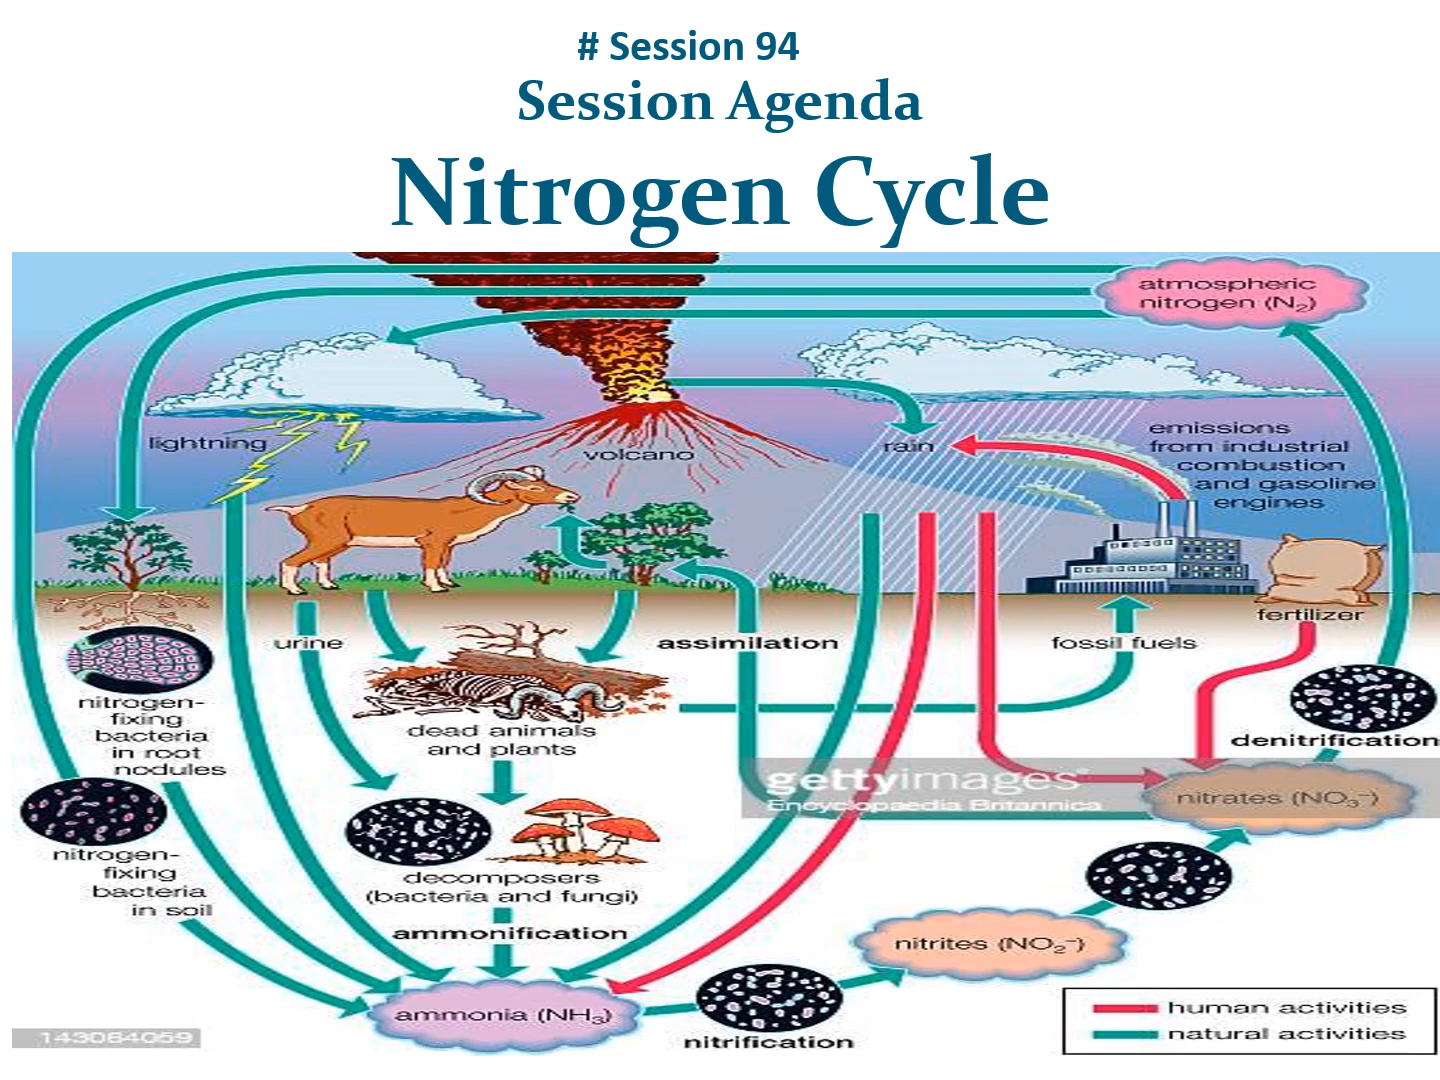 # Session 94
Session Agenda
Nitrogen Cycle
atmospheric
nitrogen (N₂)
lightning
volcano
rain
emissions
from industrial
combustion
and gasoline
engines
fertilizer
urine
assimilation
fossil fuels
nitrogen-
fixing
bacteria
in root
nodules
dead animals
and plants
denitrification
gettyimages®
Encyclopaedia Britannica
nitrates (NO₃⁻)
nitrogen-
fixing
bacteria
in soil
decomposers
(bacteria and fungi)
ammonification
nitrites (NO₂⁻)
ammonia (NH₃)
nitrification
human activities
natural activities
143064059